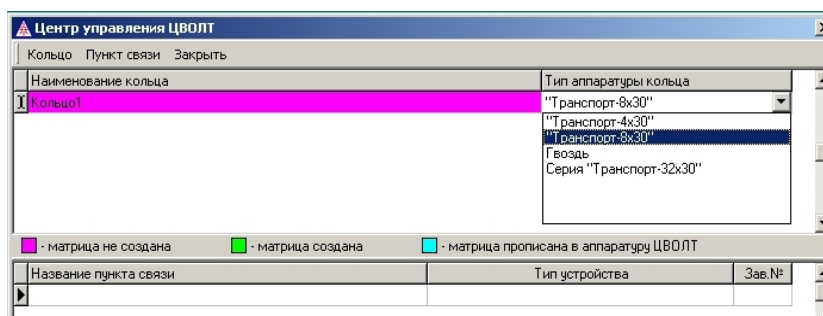 Центр управления ЦВОЛТ
Кольцо Пункт связи Закрыть
Наименование кольца Тип аппаратуры кольца
Кольцо1 "Транспорт-8х30"
"Транспорт-4х30"
"Транспорт-8х30"
Гвоздь
Серия "Транспорт-32х30"
- матрица не создана - матрица создана - матрица прописана в аппаратуру ЦВОЛТ
Название пункта связи Тип устройства Зав.№